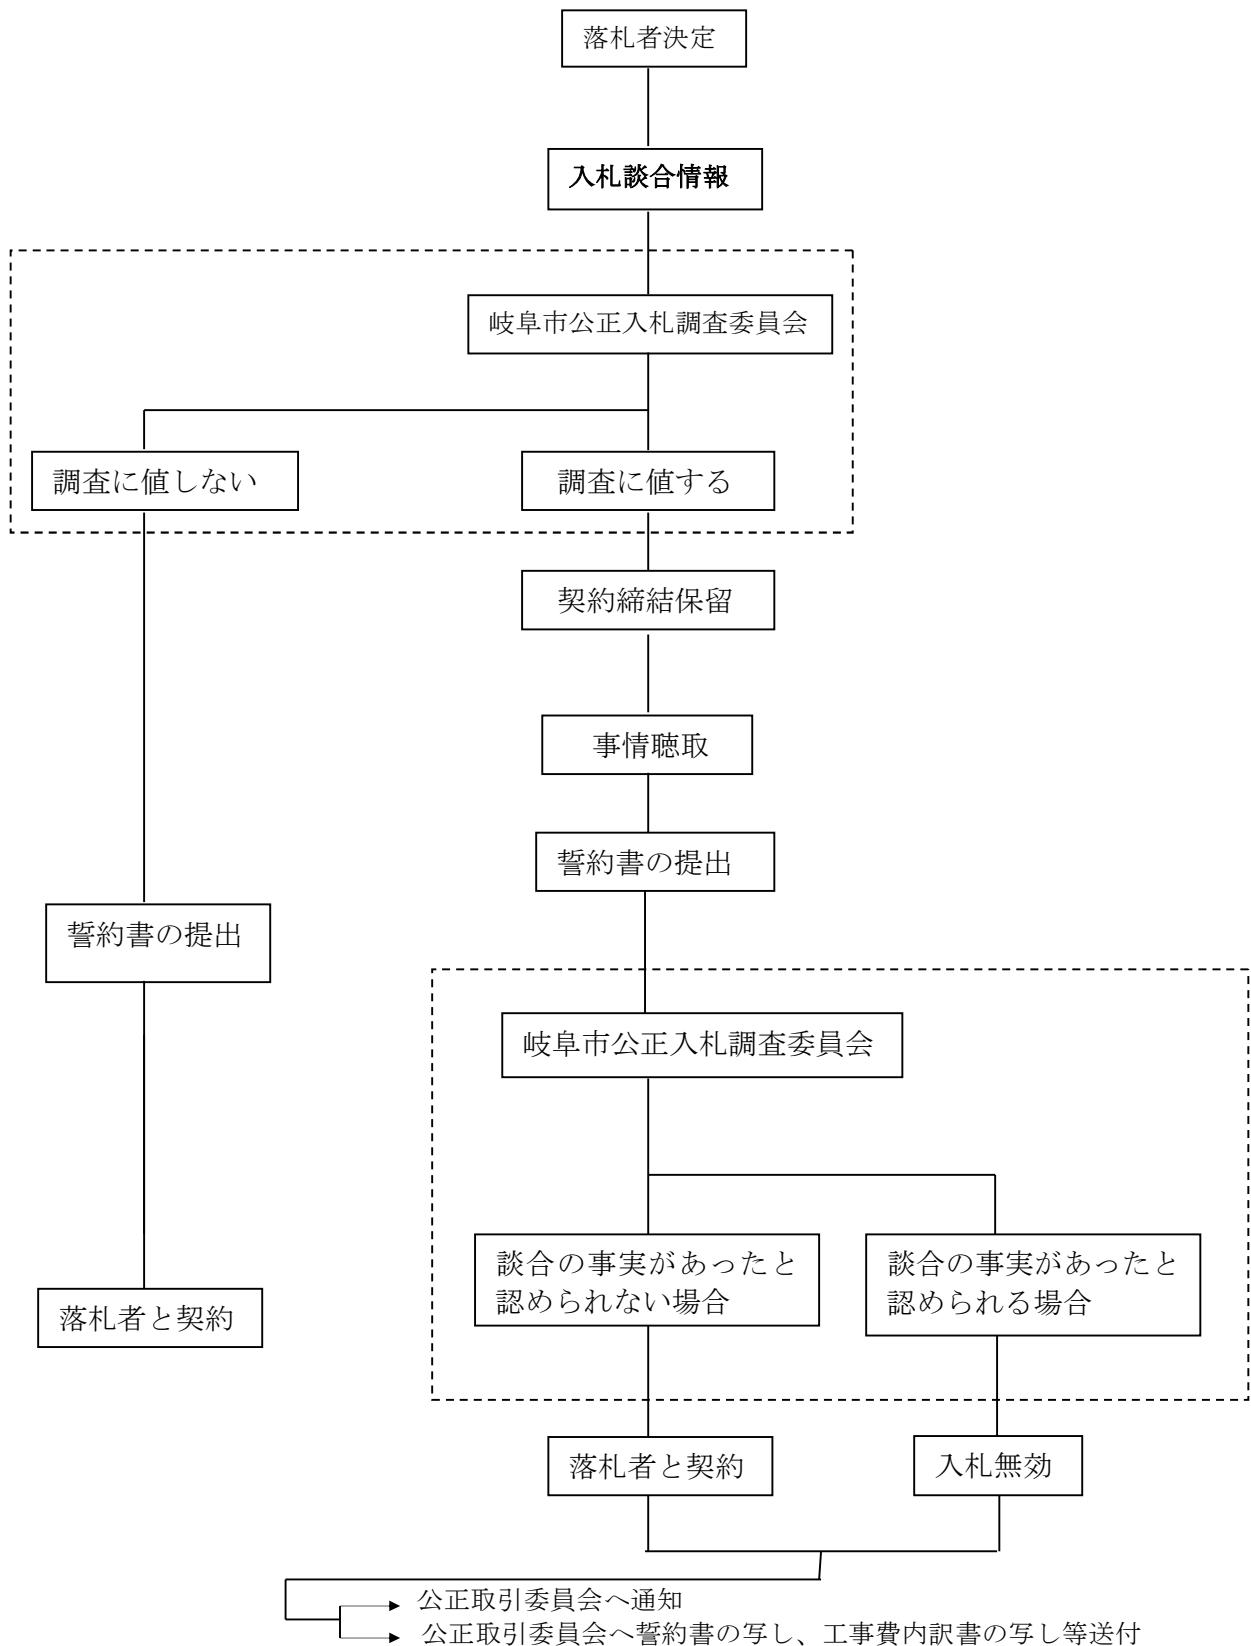 落札者決定
入札談合情報
岐阜市公正入札調査委員会
調査に値しない
調査に値する
契約締結保留
事情聴取
誓約書の提出
誓約書の提出
岐阜市公正入札調査委員会
談合の事実があったと
認められない場合
談合の事実があったと
認められる場合
落札者と契約
落札者と契約
入札無効
公正取引委員会へ通知
公正取引委員会へ誓約書の写し、工事費内訳書の写し等送付